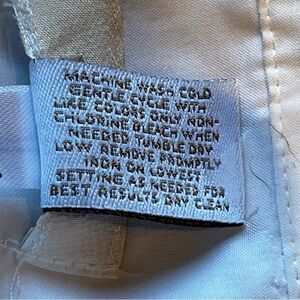 MACHINE WASH COLD
GENTLE CYCLE WITH
LIKE COLORS ONLY NON-
CHLORINE BLEACH WHEN
NEEDED TUMBLE DRY
LOW REMOVE PROMPTLY
IRON ON LOWEST
SETTING AS NEEDED FOR
BEST RESULTS DRY CLEAN